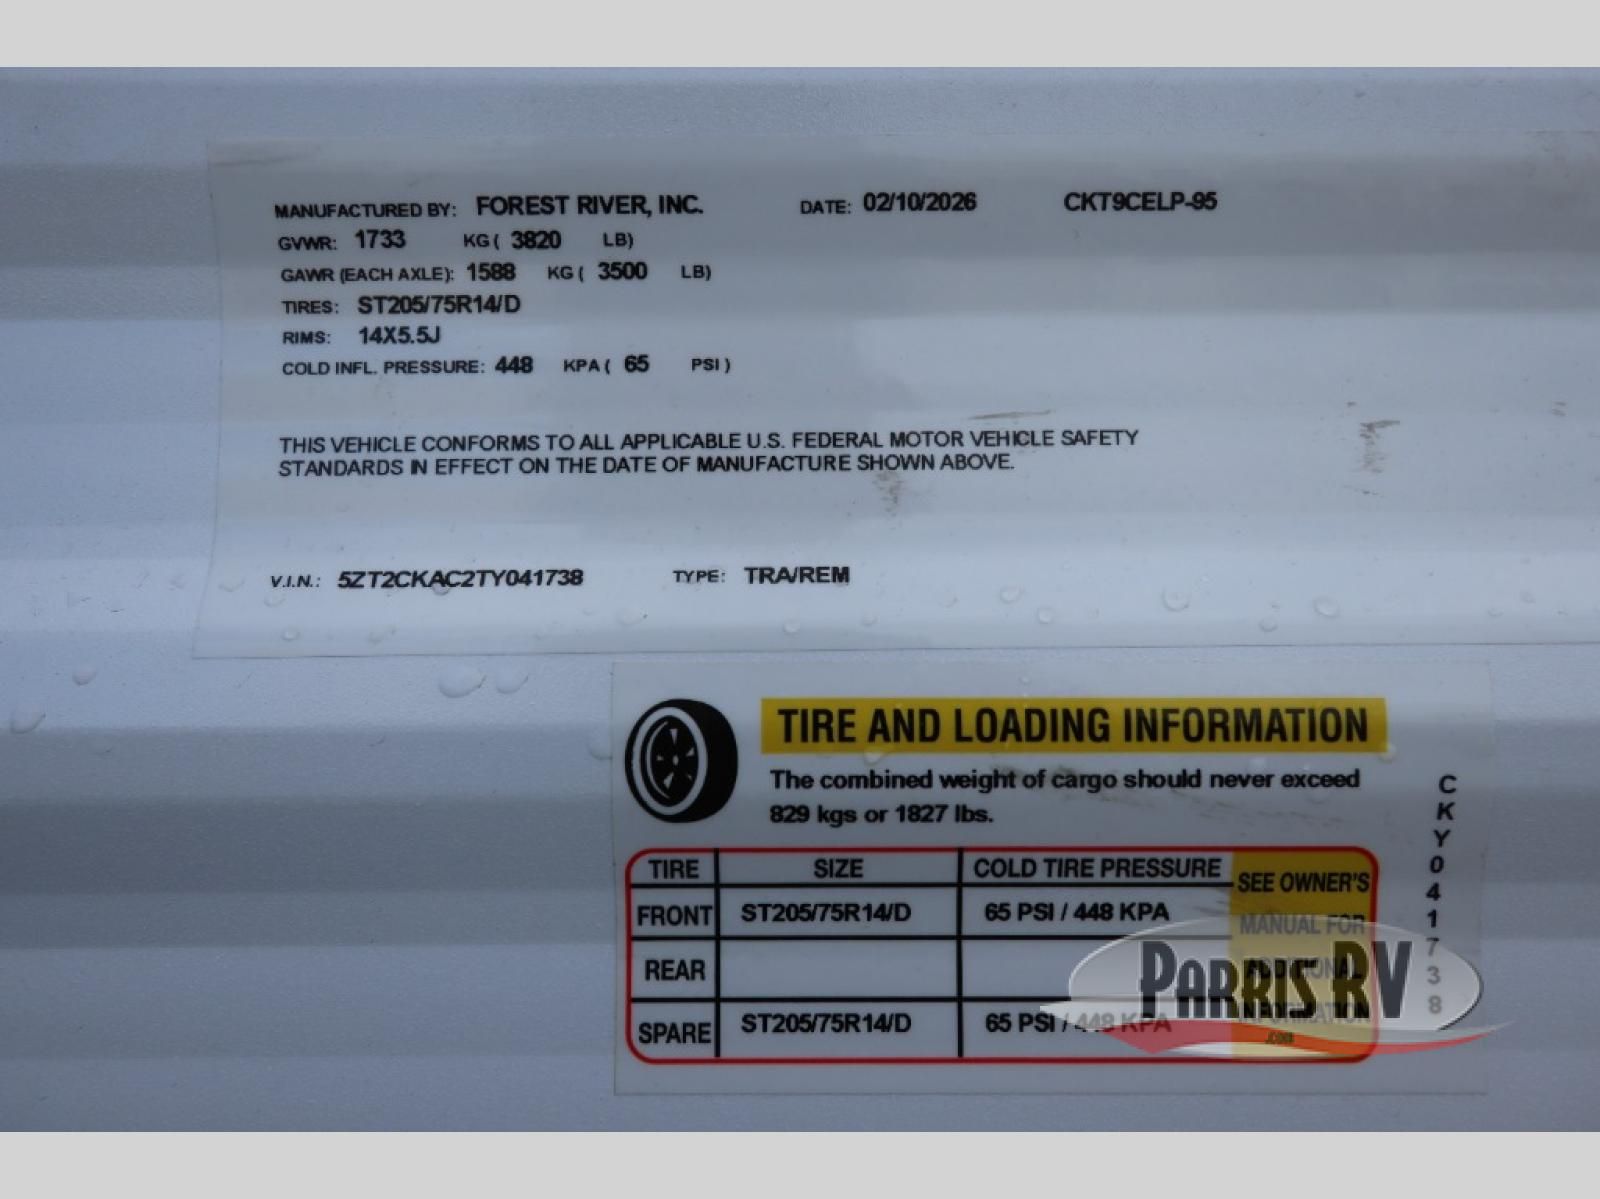 MANUFACTURED BY: FOREST RIVER, INC. DATE: 02/10/2026 CKT9CELP-95
GVWR: 1733 KG ( 3820 LB)
GAWR (EACH AXLE): 1588 KG ( 3500 LB)
TIRES: ST205/75R14/D
RIMS: 14X5.5J
COLD INFL. PRESSURE: 448 KPA ( 65 PSI )
THIS VEHICLE CONFORMS TO ALL APPLICABLE U.S. FEDERAL MOTOR VEHICLE SAFETY
STANDARDS IN EFFECT ON THE DATE OF MANUFACTURE SHOWN ABOVE.
V.I.N.: 5ZT2CKAC2TY041738 TYPE: TRA/REM
TIRE AND LOADING INFORMATION
The combined weight of cargo should never exceed
829 kgs or 1827 lbs.
TIRE SIZE COLD TIRE PRESSURE
FRONT ST205/75R14/D 65 PSI / 448 KPA
REAR
SPARE ST205/75R14/D 65 PSI / 448 KPA
SEE OWNER'S
MANUAL FOR
ADDITIONAL
INFORMATION
CKY041738
PARRIS RV
.COM